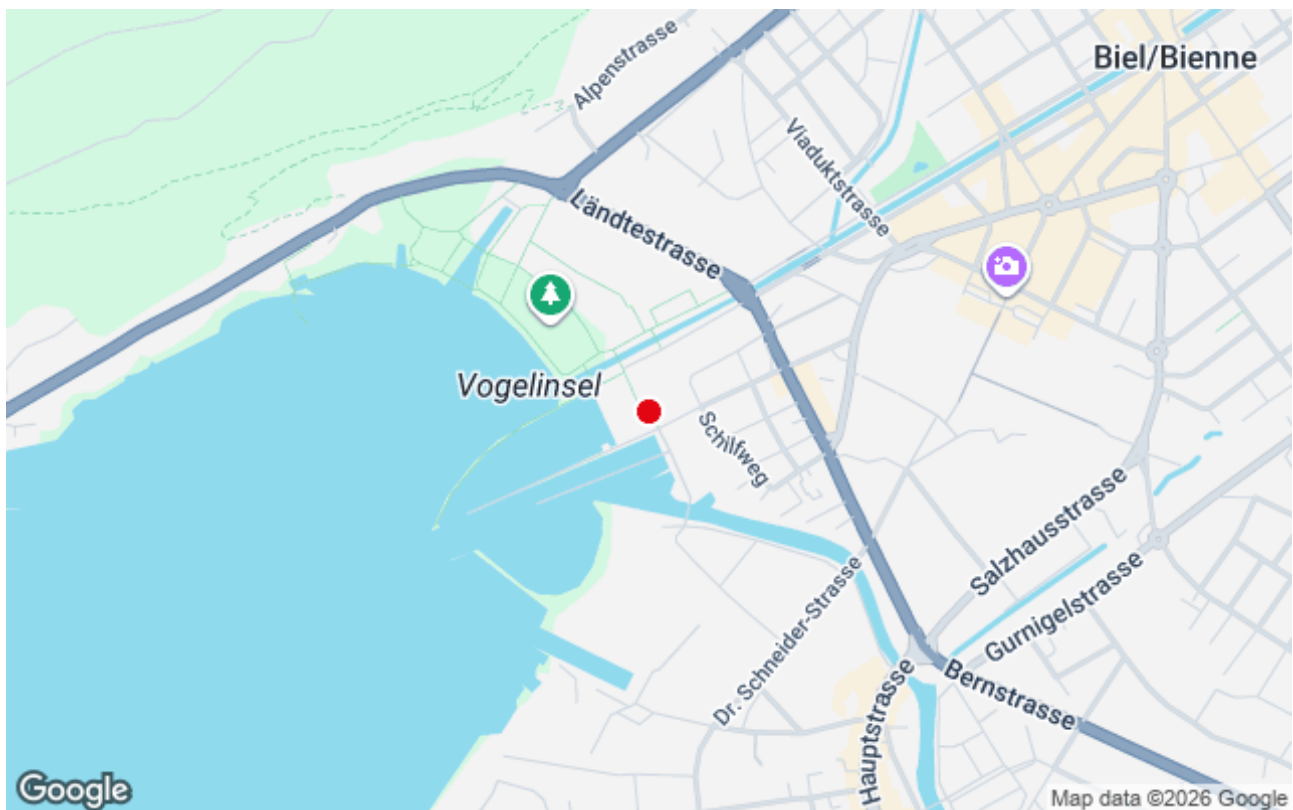 Alpenstrasse
Biel/Bienne
Viaduktstrasse
Ländtestrasse
Vogelinsel
Schilfweg
Salzhausstrasse
Gurnigelstrasse
Dr. Schneider-Strasse
Bernstrasse
Hauptstrasse
Google
Map data ©2026 Google